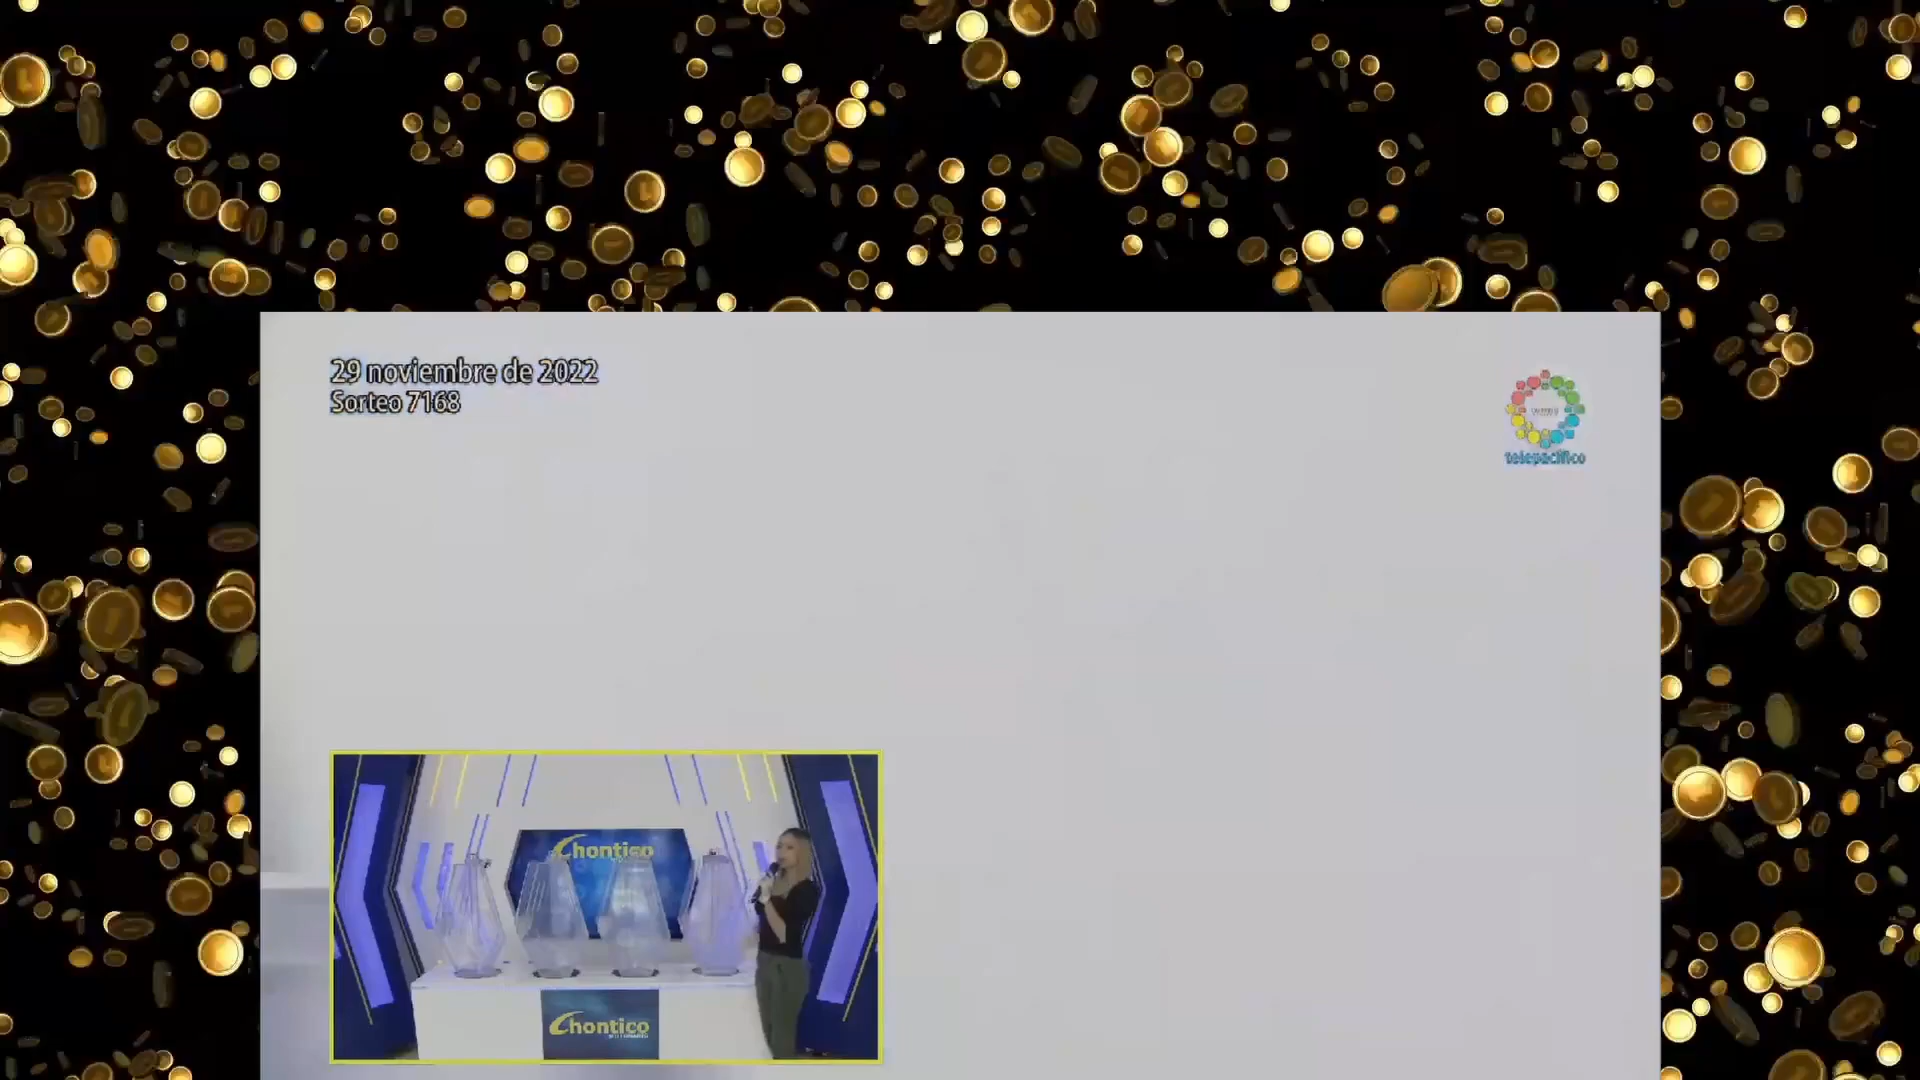 29 noviembre de 2022
Sorteo 7168
telepacífico
Chontico
Chontico